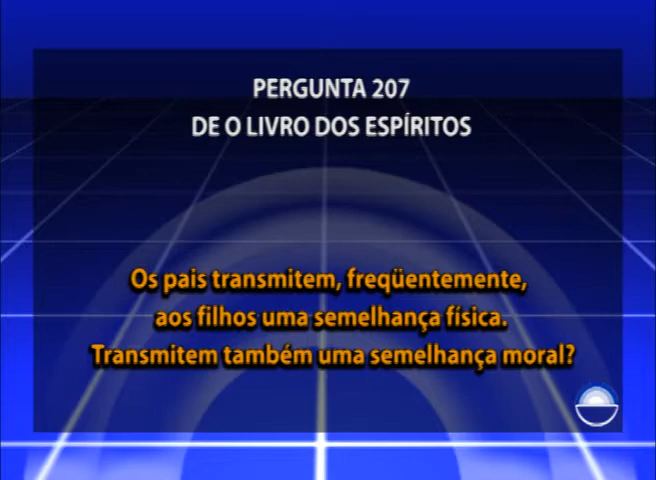 PERGUNTA 207
DE O LIVRO DOS ESPÍRITOS
Os pais transmitem, freqüentemente,
aos filhos uma semelhança física.
Transmitem também uma semelhança moral?